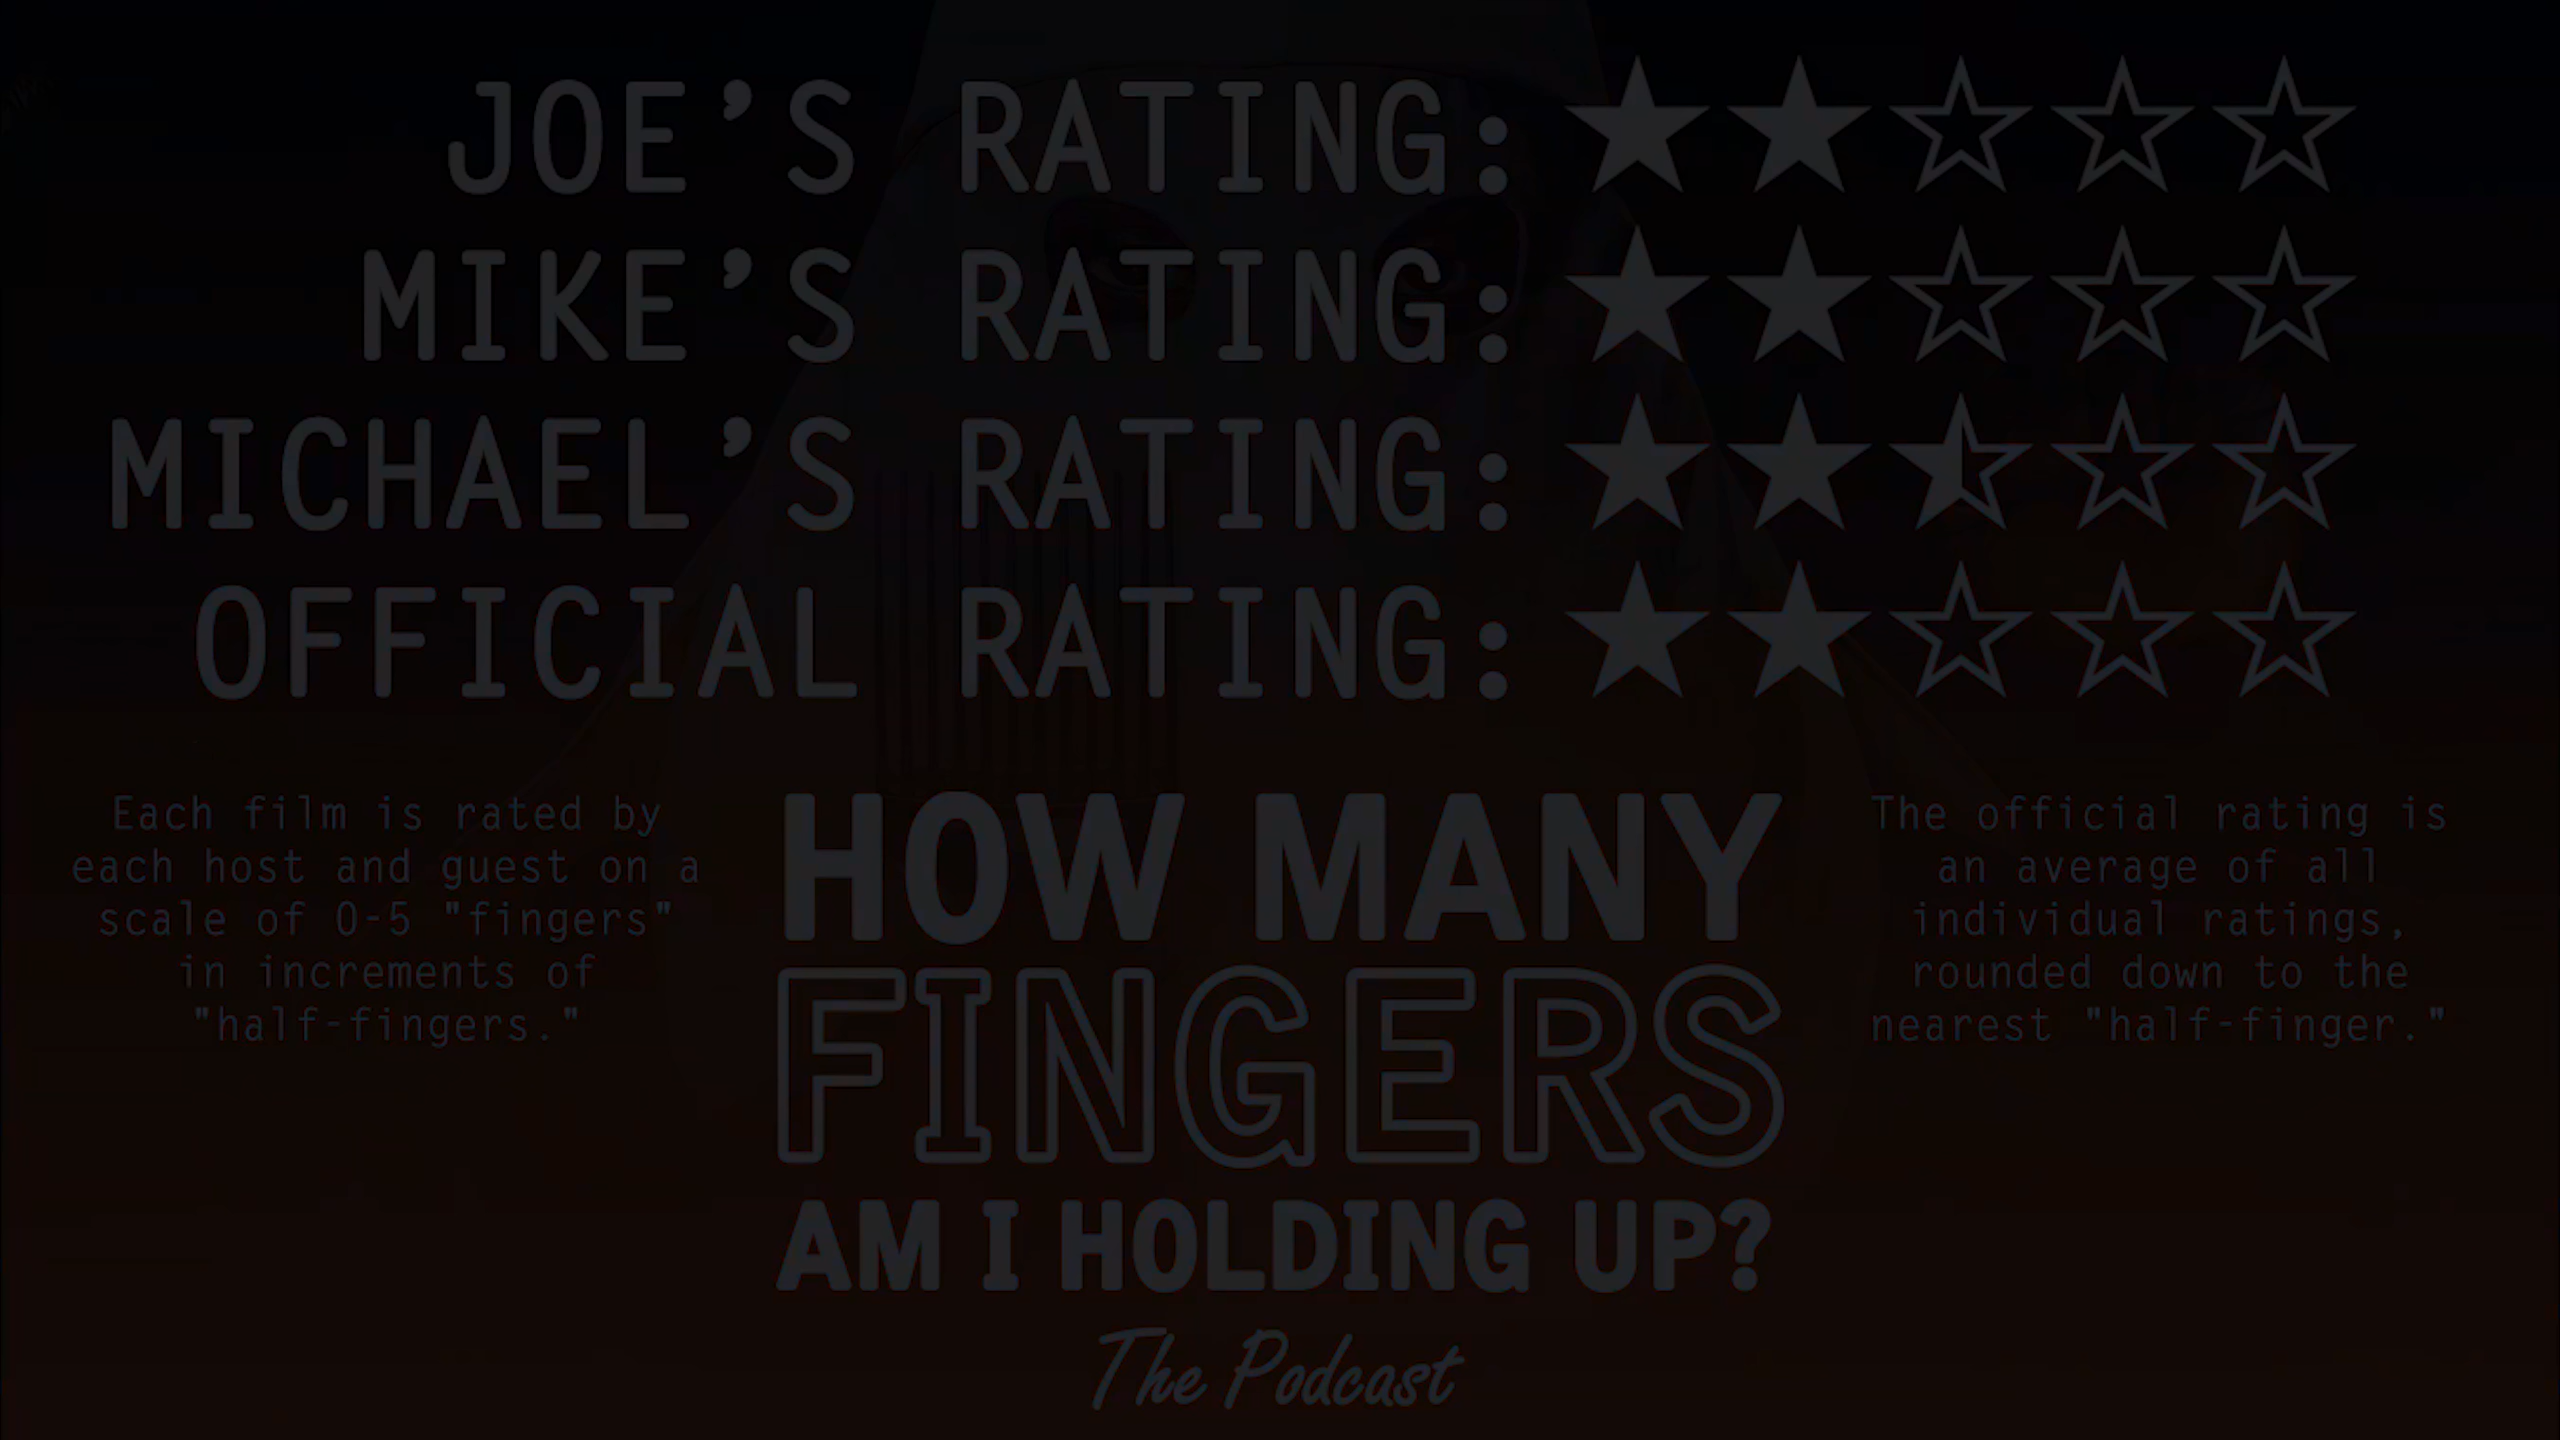 JOE'S RATING: ★★☆☆☆
MIKE'S RATING: ★★☆☆☆
MICHAEL'S RATING: ★★⯪☆☆
OFFICIAL RATING: ★★☆☆☆
Each film is rated by
each host and guest on a
scale of 0-5 "fingers"
in increments of
"half-fingers."
HOW MANY
FINGERS
AM I HOLDING UP?
The Podcast
The official rating is
an average of all
individual ratings,
rounded down to the
nearest "half-finger."